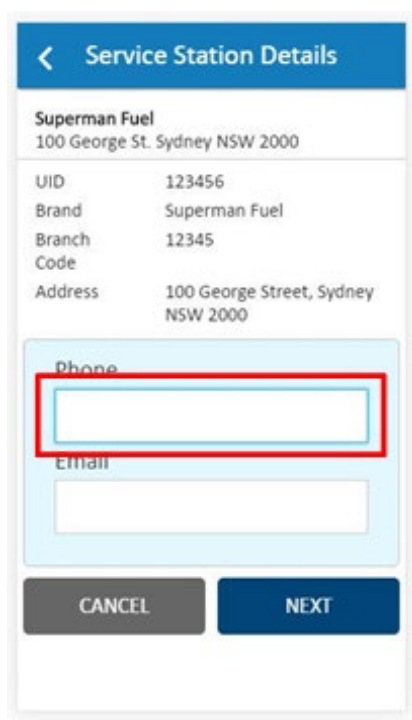 Service Station Details
Superman Fuel
100 George St. Sydney NSW 2000
UID 123456
Brand Superman Fuel
Branch Code 12345
Address 100 George Street, Sydney
NSW 2000
Phone
Email
CANCEL NEXT